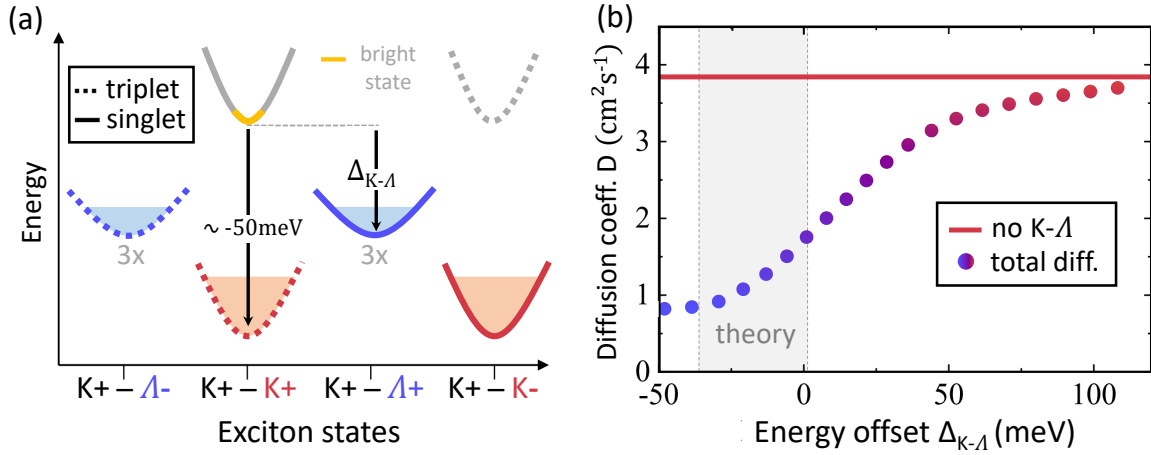 (a)
triplet
singlet
bright
state
Δ_K-Λ
~ -50meV
3x
3x
Energy
K+ – Λ-
K+ – K+
K+ – Λ+
K+ – K-
Exciton states
(b)
Diffusion coeff. D (cm²s⁻¹)
4
3
2
1
0
no K-Λ
total diff.
theory
-50
0
50
100
Energy offset Δ_K-Λ (meV)